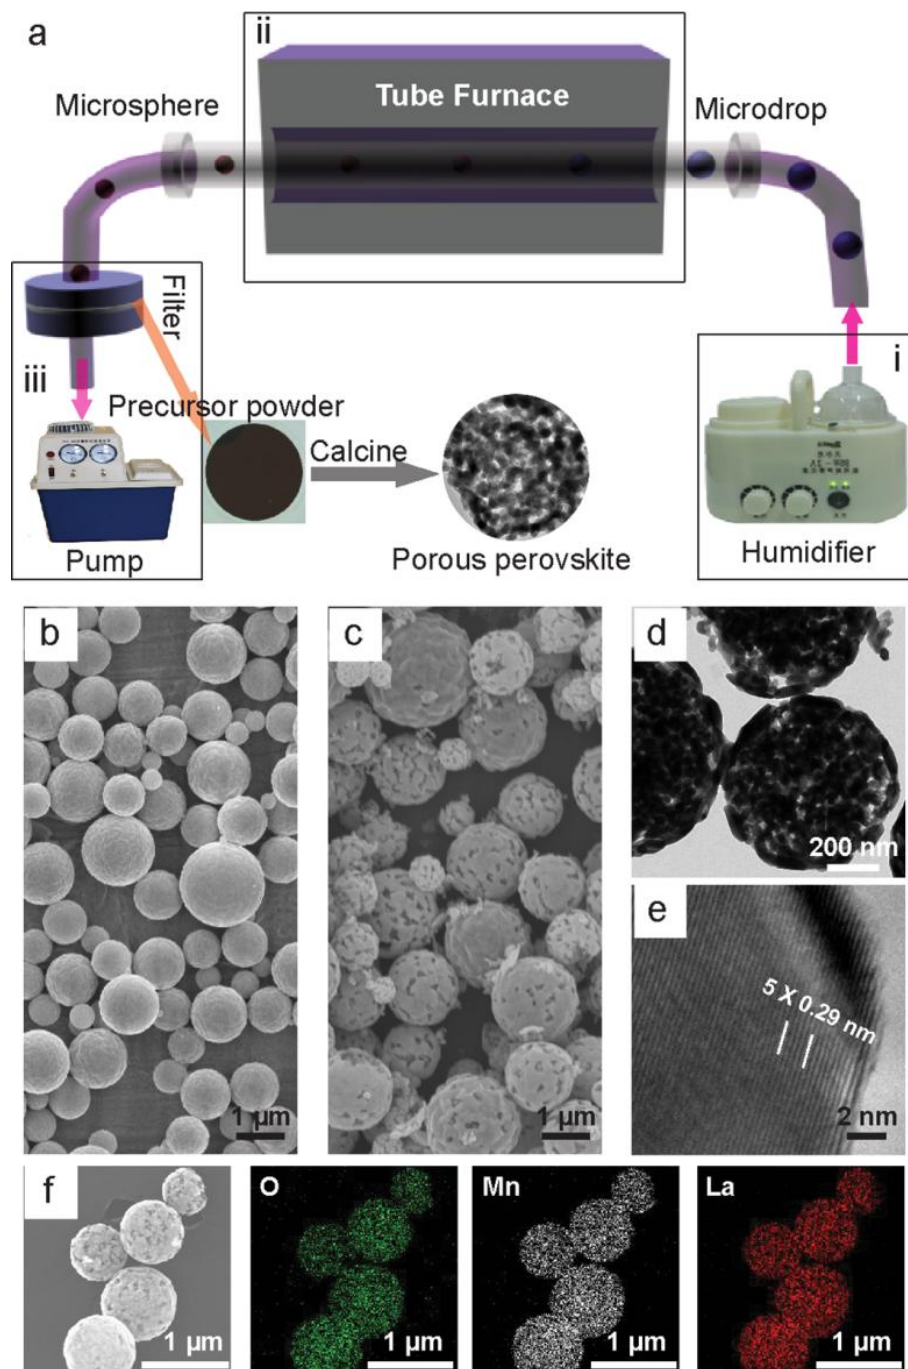 a
ii
Tube Furnace
Microsphere
Microdrop
Filter
iii
i
Precursor powder
Calcine
Pump
Porous perovskite
Humidifier
b
c
d
200 nm
e
5 X 0.29 nm
1 µm
1 µm
2 nm
f
O
Mn
La
1 µm
1 µm
1 µm
1 µm